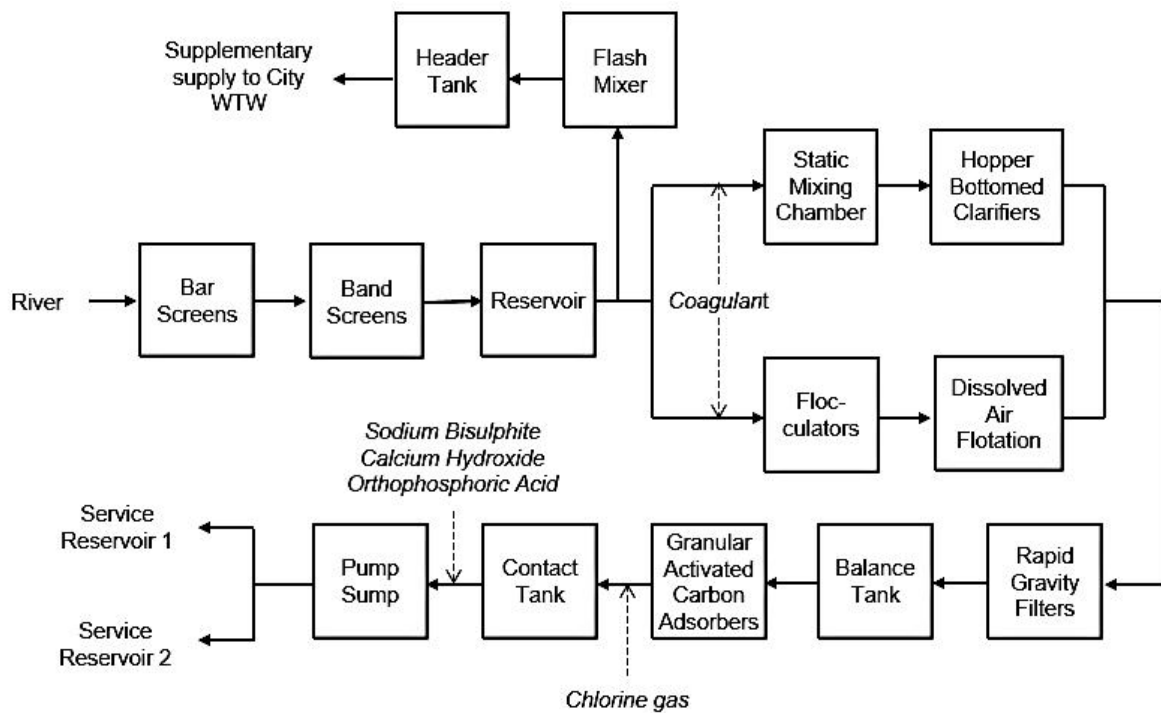 Supplementary
supply to City
WTW
Header
Tank
Flash
Mixer
Static
Mixing
Chamber
Hopper
Bottomed
Clarifiers
River
Bar
Screens
Band
Screens
Reservoir
Coagulant
Floc-
culators
Dissolved
Air
Flotation
Sodium Bisulphite
Calcium Hydroxide
Orthophosphoric Acid
Service
Reservoir 1
Service
Reservoir 2
Pump
Sump
Contact
Tank
Granular
Activated
Carbon
Adsorbers
Balance
Tank
Rapid
Gravity
Filters
Chlorine gas